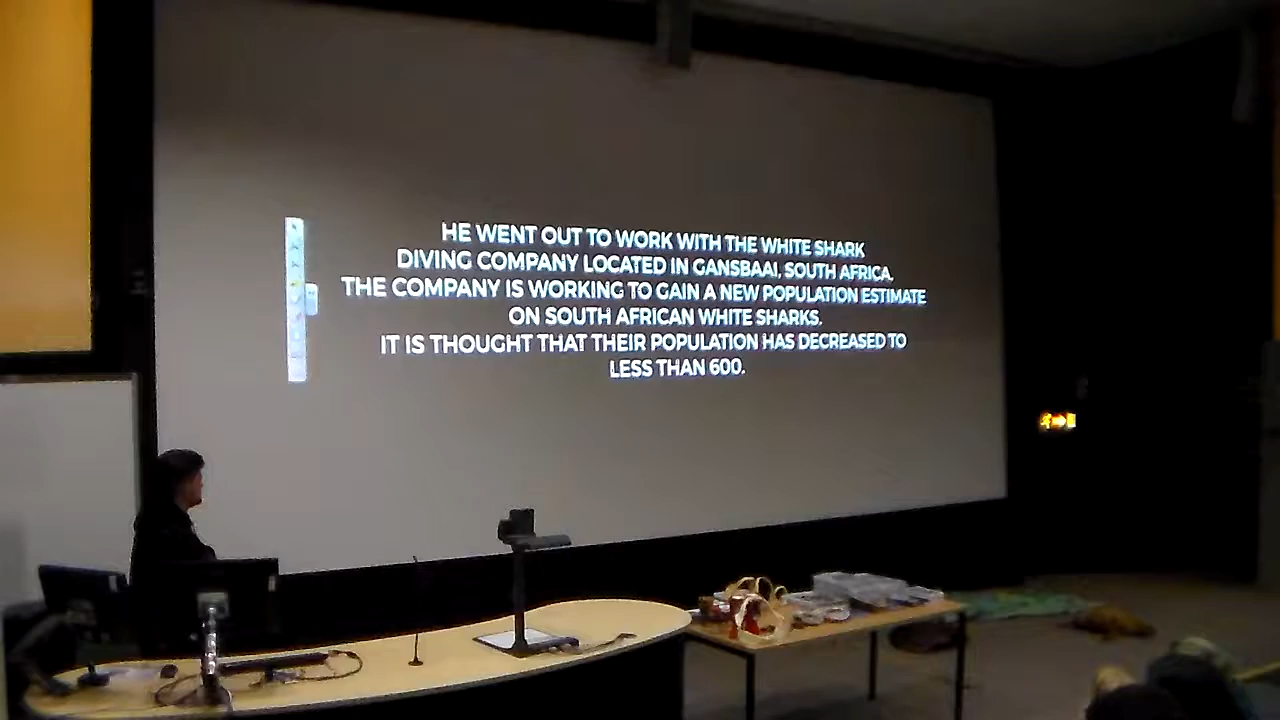 HE WENT OUT TO WORK WITH THE WHITE SHARK
DIVING COMPANY LOCATED IN GANSBAAI, SOUTH AFRICA.
THE COMPANY IS WORKING TO GAIN A NEW POPULATION ESTIMATE
ON SOUTH AFRICAN WHITE SHARKS.
IT IS THOUGHT THAT THEIR POPULATION HAS DECREASED TO
LESS THAN 600.